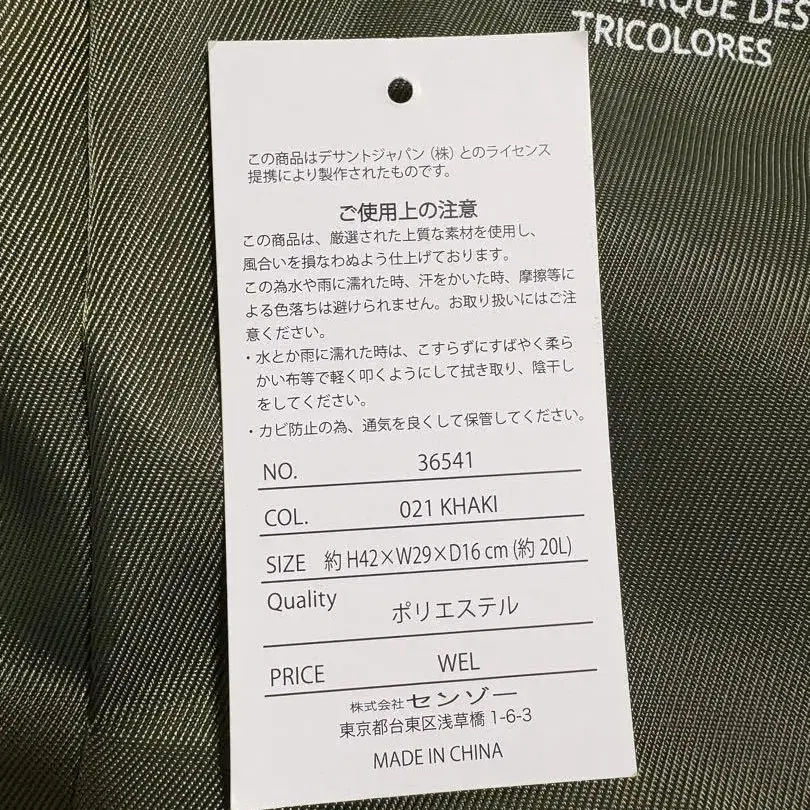 DES
TRICOLORES
この商品はデサントジャパン（株）とのライセンス
提携により製作されたものです。
ご使用上の注意
この商品は、厳選された上質な素材を使用し、
風合いを損なわぬよう仕上げております。
この為水や雨に濡れた時、汗をかいた時、摩擦等に
よる色落ちは避けられません。お取り扱いにはご注
意ください。
・水とか雨に濡れた時は、こすらずにすばやく柔ら
かい布等で軽く叩くようにして拭き取り、陰干し
をしてください。
・カビ防止の為、通気を良くして保管してください。
NO. 36541
COL. 021 KHAKI
SIZE 約 H42×W29×D16 cm (約 20L)
Quality ポリエステル
PRICE WEL
株式会社 センゾー
東京都台東区浅草橋 1-6-3
MADE IN CHINA